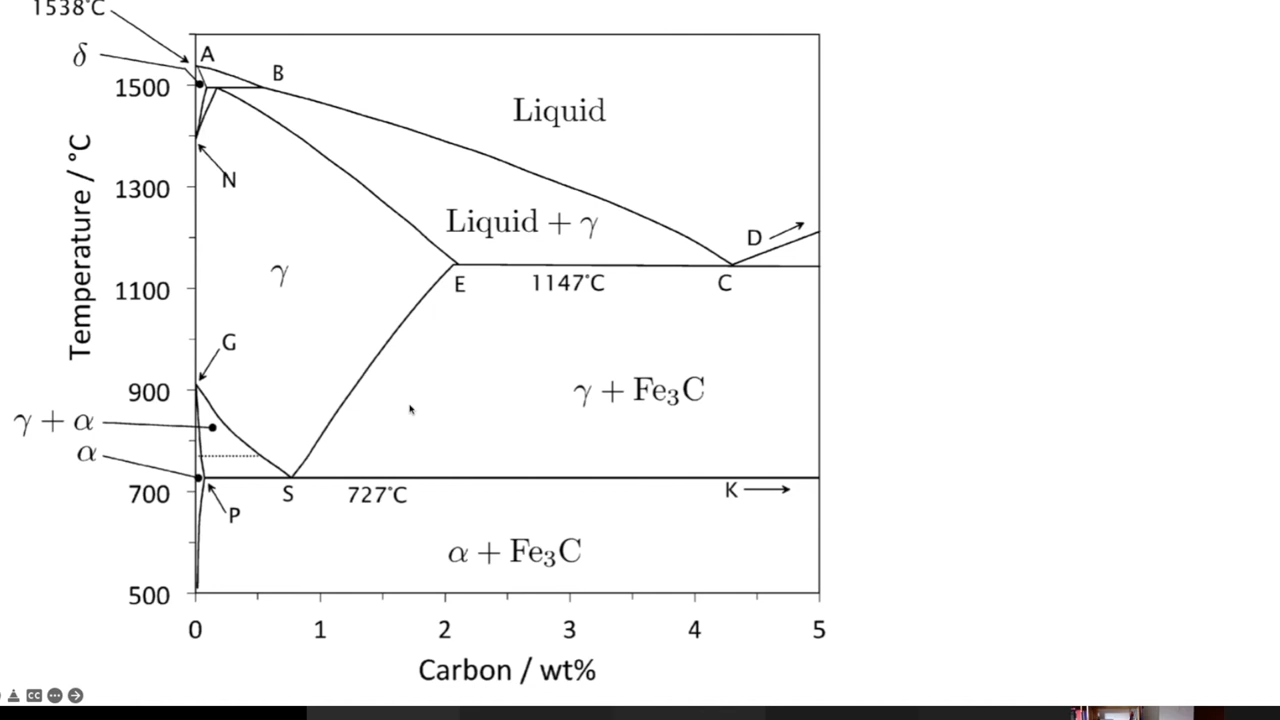 1538°C
δ
A
B
1500
Liquid
N
1300
Liquid + γ
D
γ
E
1147°C
C
1100
Temperature / °C
G
900
γ + Fe₃C
γ + α
α
700
S
727°C
K
P
α + Fe₃C
500
0 1 2 3 4 5
Carbon / wt%
CC